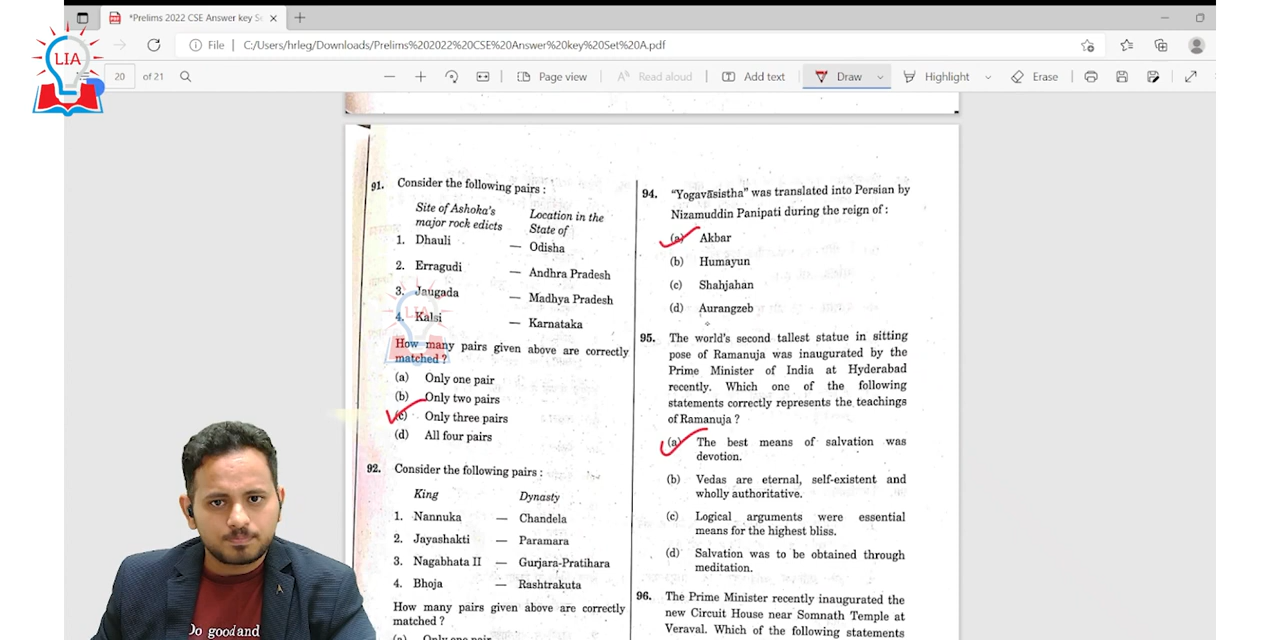 *Prelims 2022 CSE Answer key Se
File
C:/Users/hrleg/Downloads/Prelims%202022%20CSE%20Answer%20key%20Set%20A.pdf
LIA
20 of 21
Page view
Read aloud
Add text
Draw
Highlight
Erase
91. Consider the following pairs :
Site of Ashoka's major rock edicts
Location in the State of
1. Dhauli — Odisha
2. Erragudi — Andhra Pradesh
3. Jaugada — Madhya Pradesh
4. Kalsi — Karnataka
LIA
How many pairs given above are correctly
matched ?
(a) Only one pair
(b) Only two pairs
(c) Only three pairs
(d) All four pairs
92. Consider the following pairs :
King Dynasty
1. Nannuka — Chandela
2. Jayashakti — Paramara
3. Nagabhata II — Gurjara-Pratihara
4. Bhoja — Rashtrakuta
How many pairs given above are correctly
matched ?
(a) Only one pair
94. "Yogavāsistha" was translated into Persian by
Nizamuddin Panipati during the reign of :
(a) Akbar
(b) Humayun
(c) Shahjahan
(d) Aurangzeb
95. The world's second tallest statue in sitting
pose of Ramanuja was inaugurated by the
Prime Minister of India at Hyderabad
recently. Which one of the following
statements correctly represents the teachings
of Ramanuja ?
(a) The best means of salvation was
devotion.
(b) Vedas are eternal, self-existent and
wholly authoritative.
(c) Logical arguments were essential
means for the highest bliss.
(d) Salvation was to be obtained through
meditation.
96. The Prime Minister recently inaugurated the
new Circuit House near Somnath Temple at
Veraval. Which of the following statements
Do good and